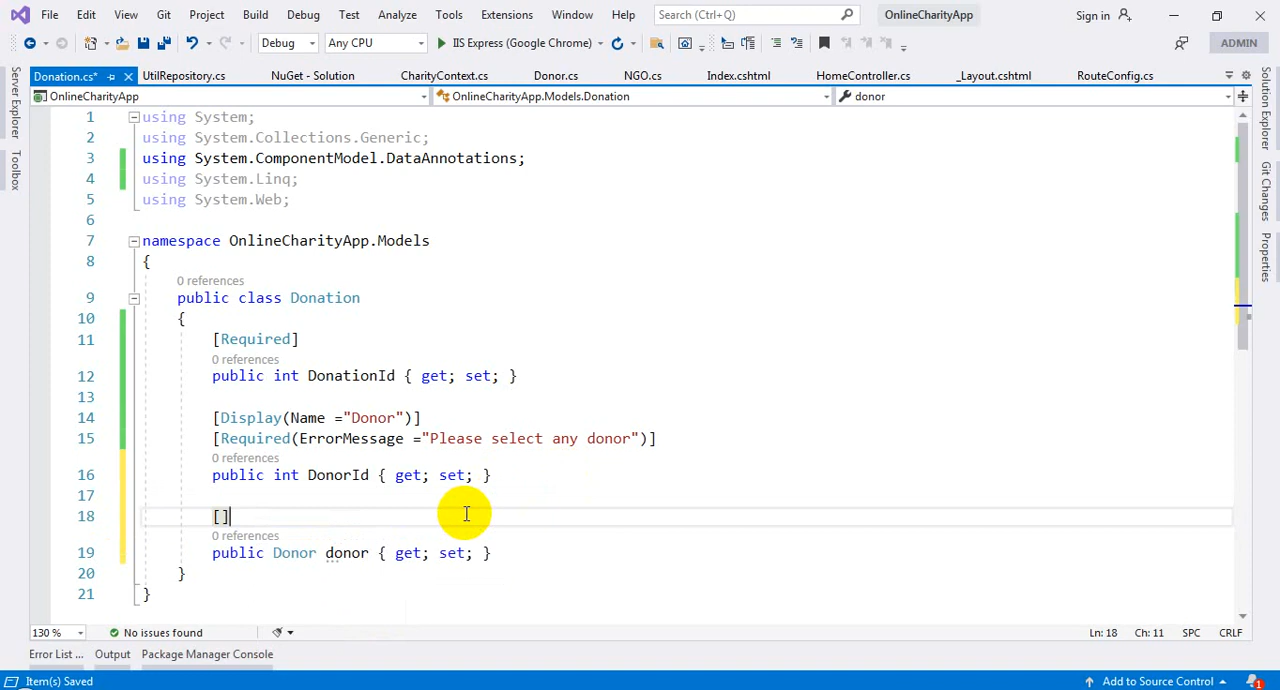 File Edit View Git Project Build Debug Test Analyze Tools Extensions Window Help Search (Ctrl+Q) OnlineCharityApp Sign in
Debug Any CPU IIS Express (Google Chrome) ADMIN
Donation.cs* UtilRepository.cs NuGet - Solution CharityContext.cs Donor.cs NGO.cs Index.cshtml HomeController.cs _Layout.cshtml RouteConfig.cs
OnlineCharityApp OnlineCharityApp.Models.Donation donor
Server Explorer
Toolbox
Solution Explorer
Git Changes
Properties
1 using System;
2 using System.Collections.Generic;
3 using System.ComponentModel.DataAnnotations;
4 using System.Linq;
5 using System.Web;
6
7 namespace OnlineCharityApp.Models
8 {
0 references
9 public class Donation
10 {
11 [Required]
0 references
12 public int DonationId { get; set; }
13
14 [Display(Name ="Donor")]
15 [Required(ErrorMessage ="Please select any donor")]
0 references
16 public int DonorId { get; set; }
17
18 []
0 references
19 public Donor donor { get; set; }
20 }
21 }
130 % No issues found Ln: 18 Ch: 11 SPC CRLF
Error List ... Output Package Manager Console
Item(s) Saved Add to Source Control 1